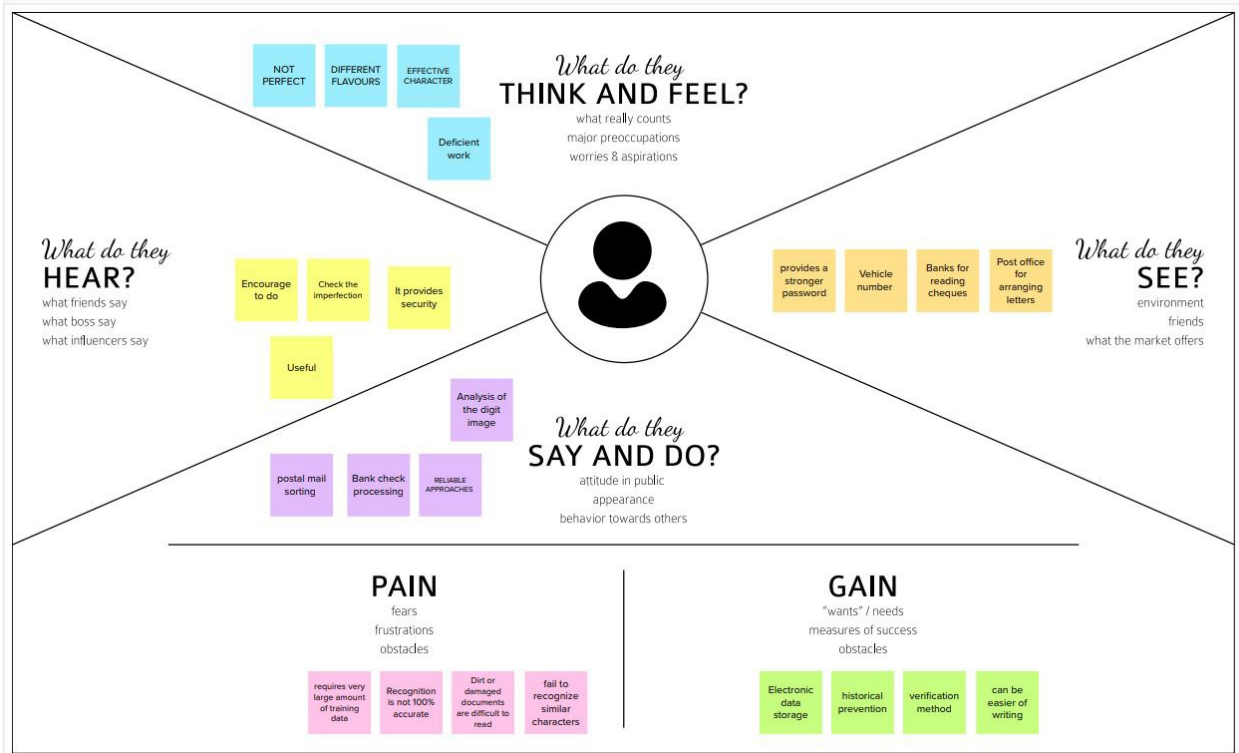 What do they
THINK AND FEEL?
what really counts
major preoccupations
worries & aspirations
NOT
PERFECT
DIFFERENT
FLAVOURS
EFFECTIVE
CHARACTER
Deficient
work
What do they
HEAR?
what friends say
what boss say
what influencers say
Encourage
to do
Check the
imperfection
It provides
security
Useful
What do they
SEE?
environment
friends
what the market offers
provides a
stronger
password
Vehicle
number
Banks for
reading
cheques
Post office
for
arranging
letters
What do they
SAY AND DO?
attitude in public
appearance
behavior towards others
Analysis of
the digit
image
postal mail
sorting
Bank check
processing
RELIABLE
APPROACHES
PAIN
fears
frustrations
obstacles
requires very
large amount
of training
data
Recognition
is not 100%
accurate
Dirt or
damaged
documents
are difficult to
read
fail to
recognize
similar
characters
GAIN
"wants" / needs
measures of success
obstacles
Electronic
data
storage
historical
prevention
verification
method
can be
easier of
writing